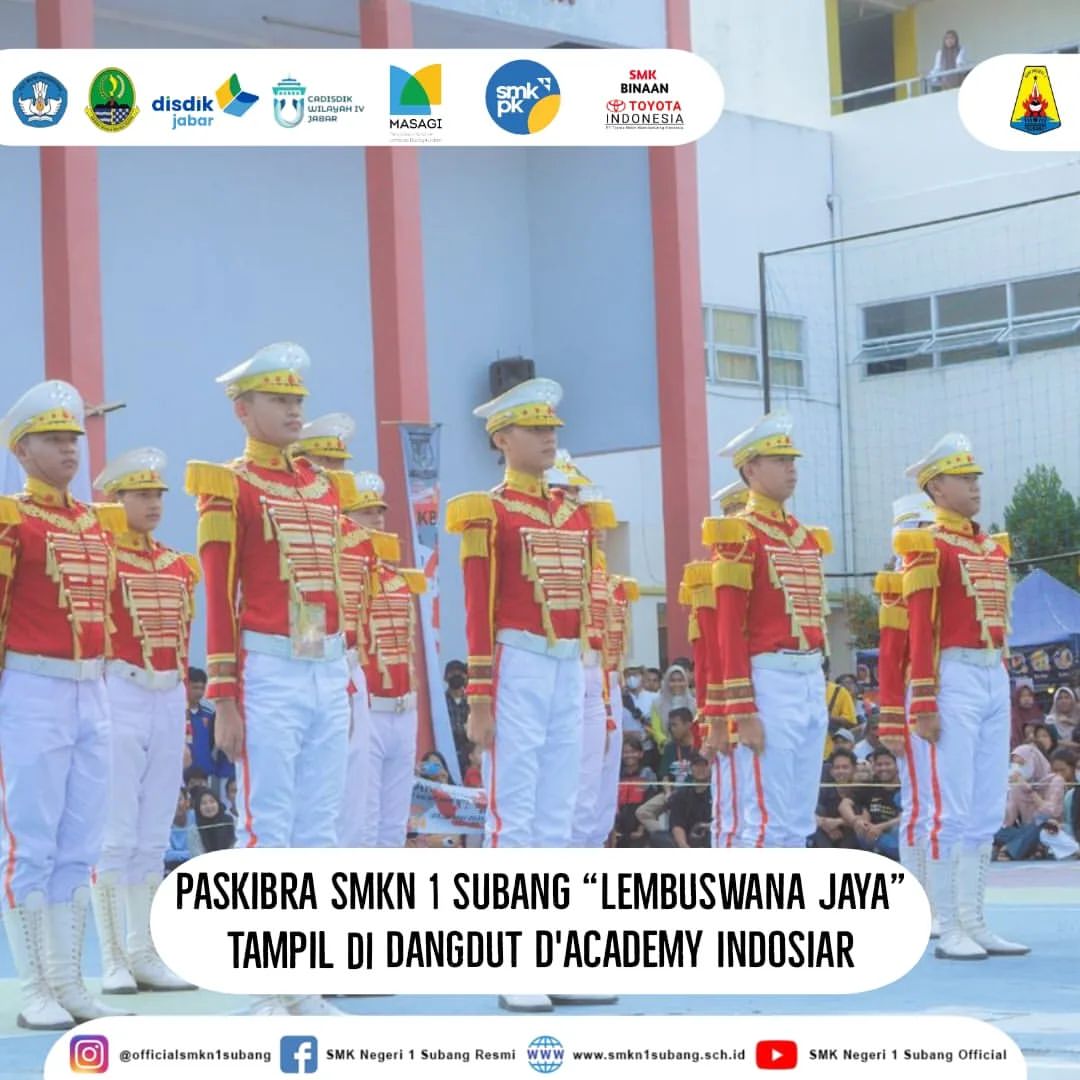 disdik
jabar
CADISDIK
WILAYAH IV
JABAR
MASAGI
smk
pk
SMK
BINAAN
TOYOTA
INDONESIA
KB
PASKIBRA SMKN 1 SUBANG “LEMBUSWANA JAYA”
TAMPIL DI DANGDUT D'ACADEMY INDOSIAR
@officialsmkn1subang
SMK Negeri 1 Subang Resmi
WWW
www.smkn1subang.sch.id
SMK Negeri 1 Subang Official